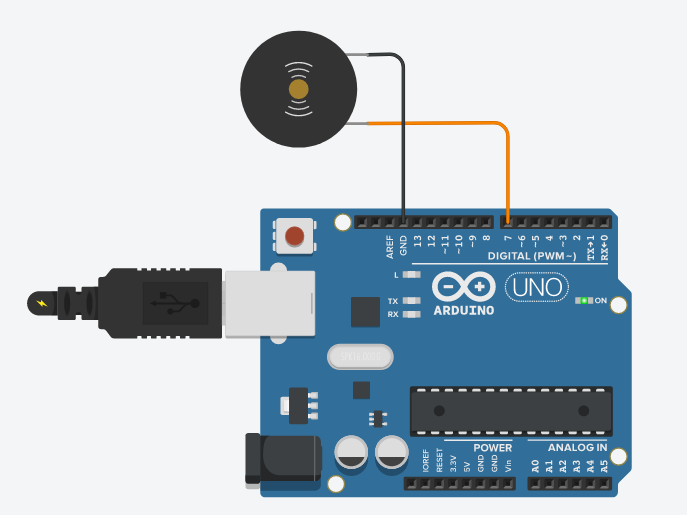 AREF
GND
13
12
~11
~10
~9
8
7
~6
~5
4
~3
2
TX→1
RX←0
DIGITAL (PWM~)
L
TX
RX
UNO
ARDUINO
ON
POWER
ANALOG IN
IOREF
RESET
3.3V
5V
GND
GND
Vin
A0
A1
A2
A3
A4
A5